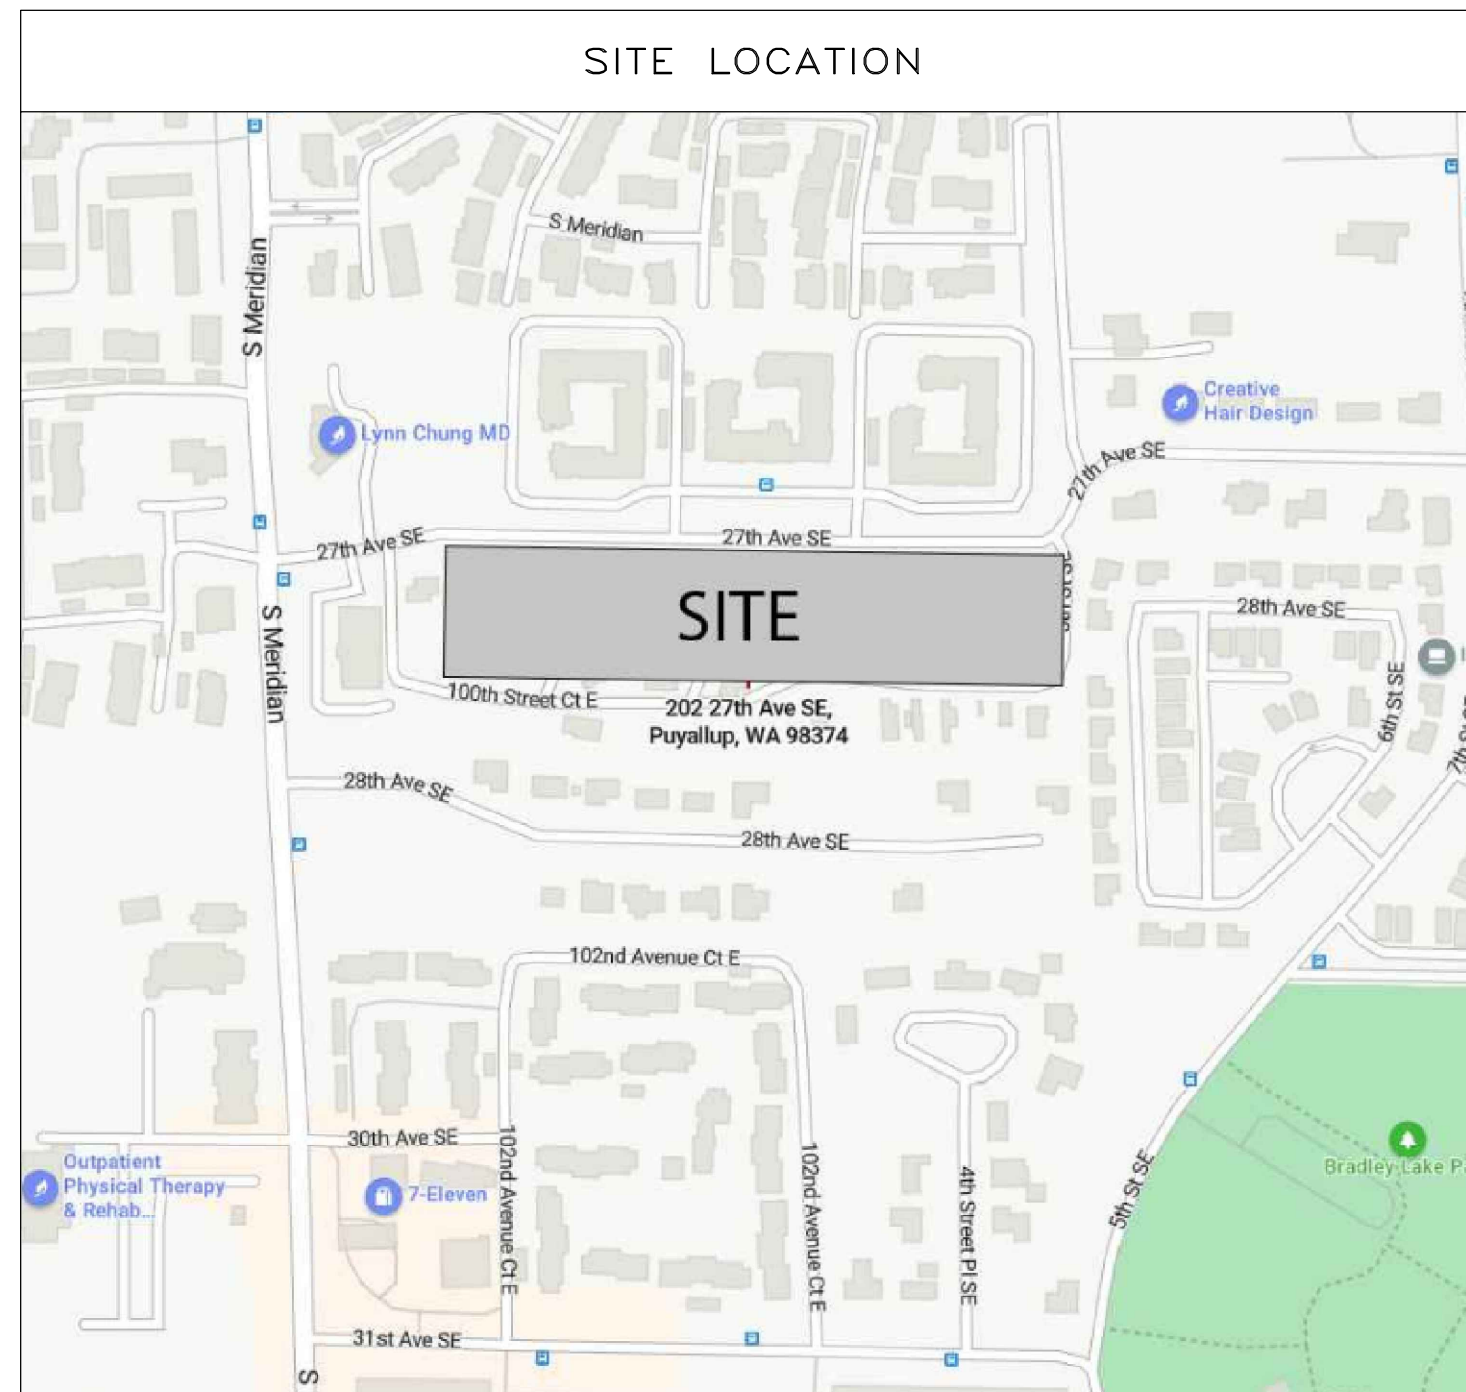 SITE LOCATION
S Meridian
S Meridian
Creative
Hair Design
Lynn Chung MD
27th Ave SE
27th Ave SE
27th Ave SE
SITE
28th Ave SE
S Meridian
6th St SE
100th Street Ct E
202 27th Ave SE,
Puyallup, WA 98374
28th Ave SE
28th Ave SE
102nd Avenue Ct E
30th Ave SE
102nd Avenue Ct E
102nd Avenue Ct E
4th Street Pl SE
5th St SE
Bradley Lake P
Outpatient
Physical Therapy
& Rehab...
7-Eleven
31st Ave SE
S